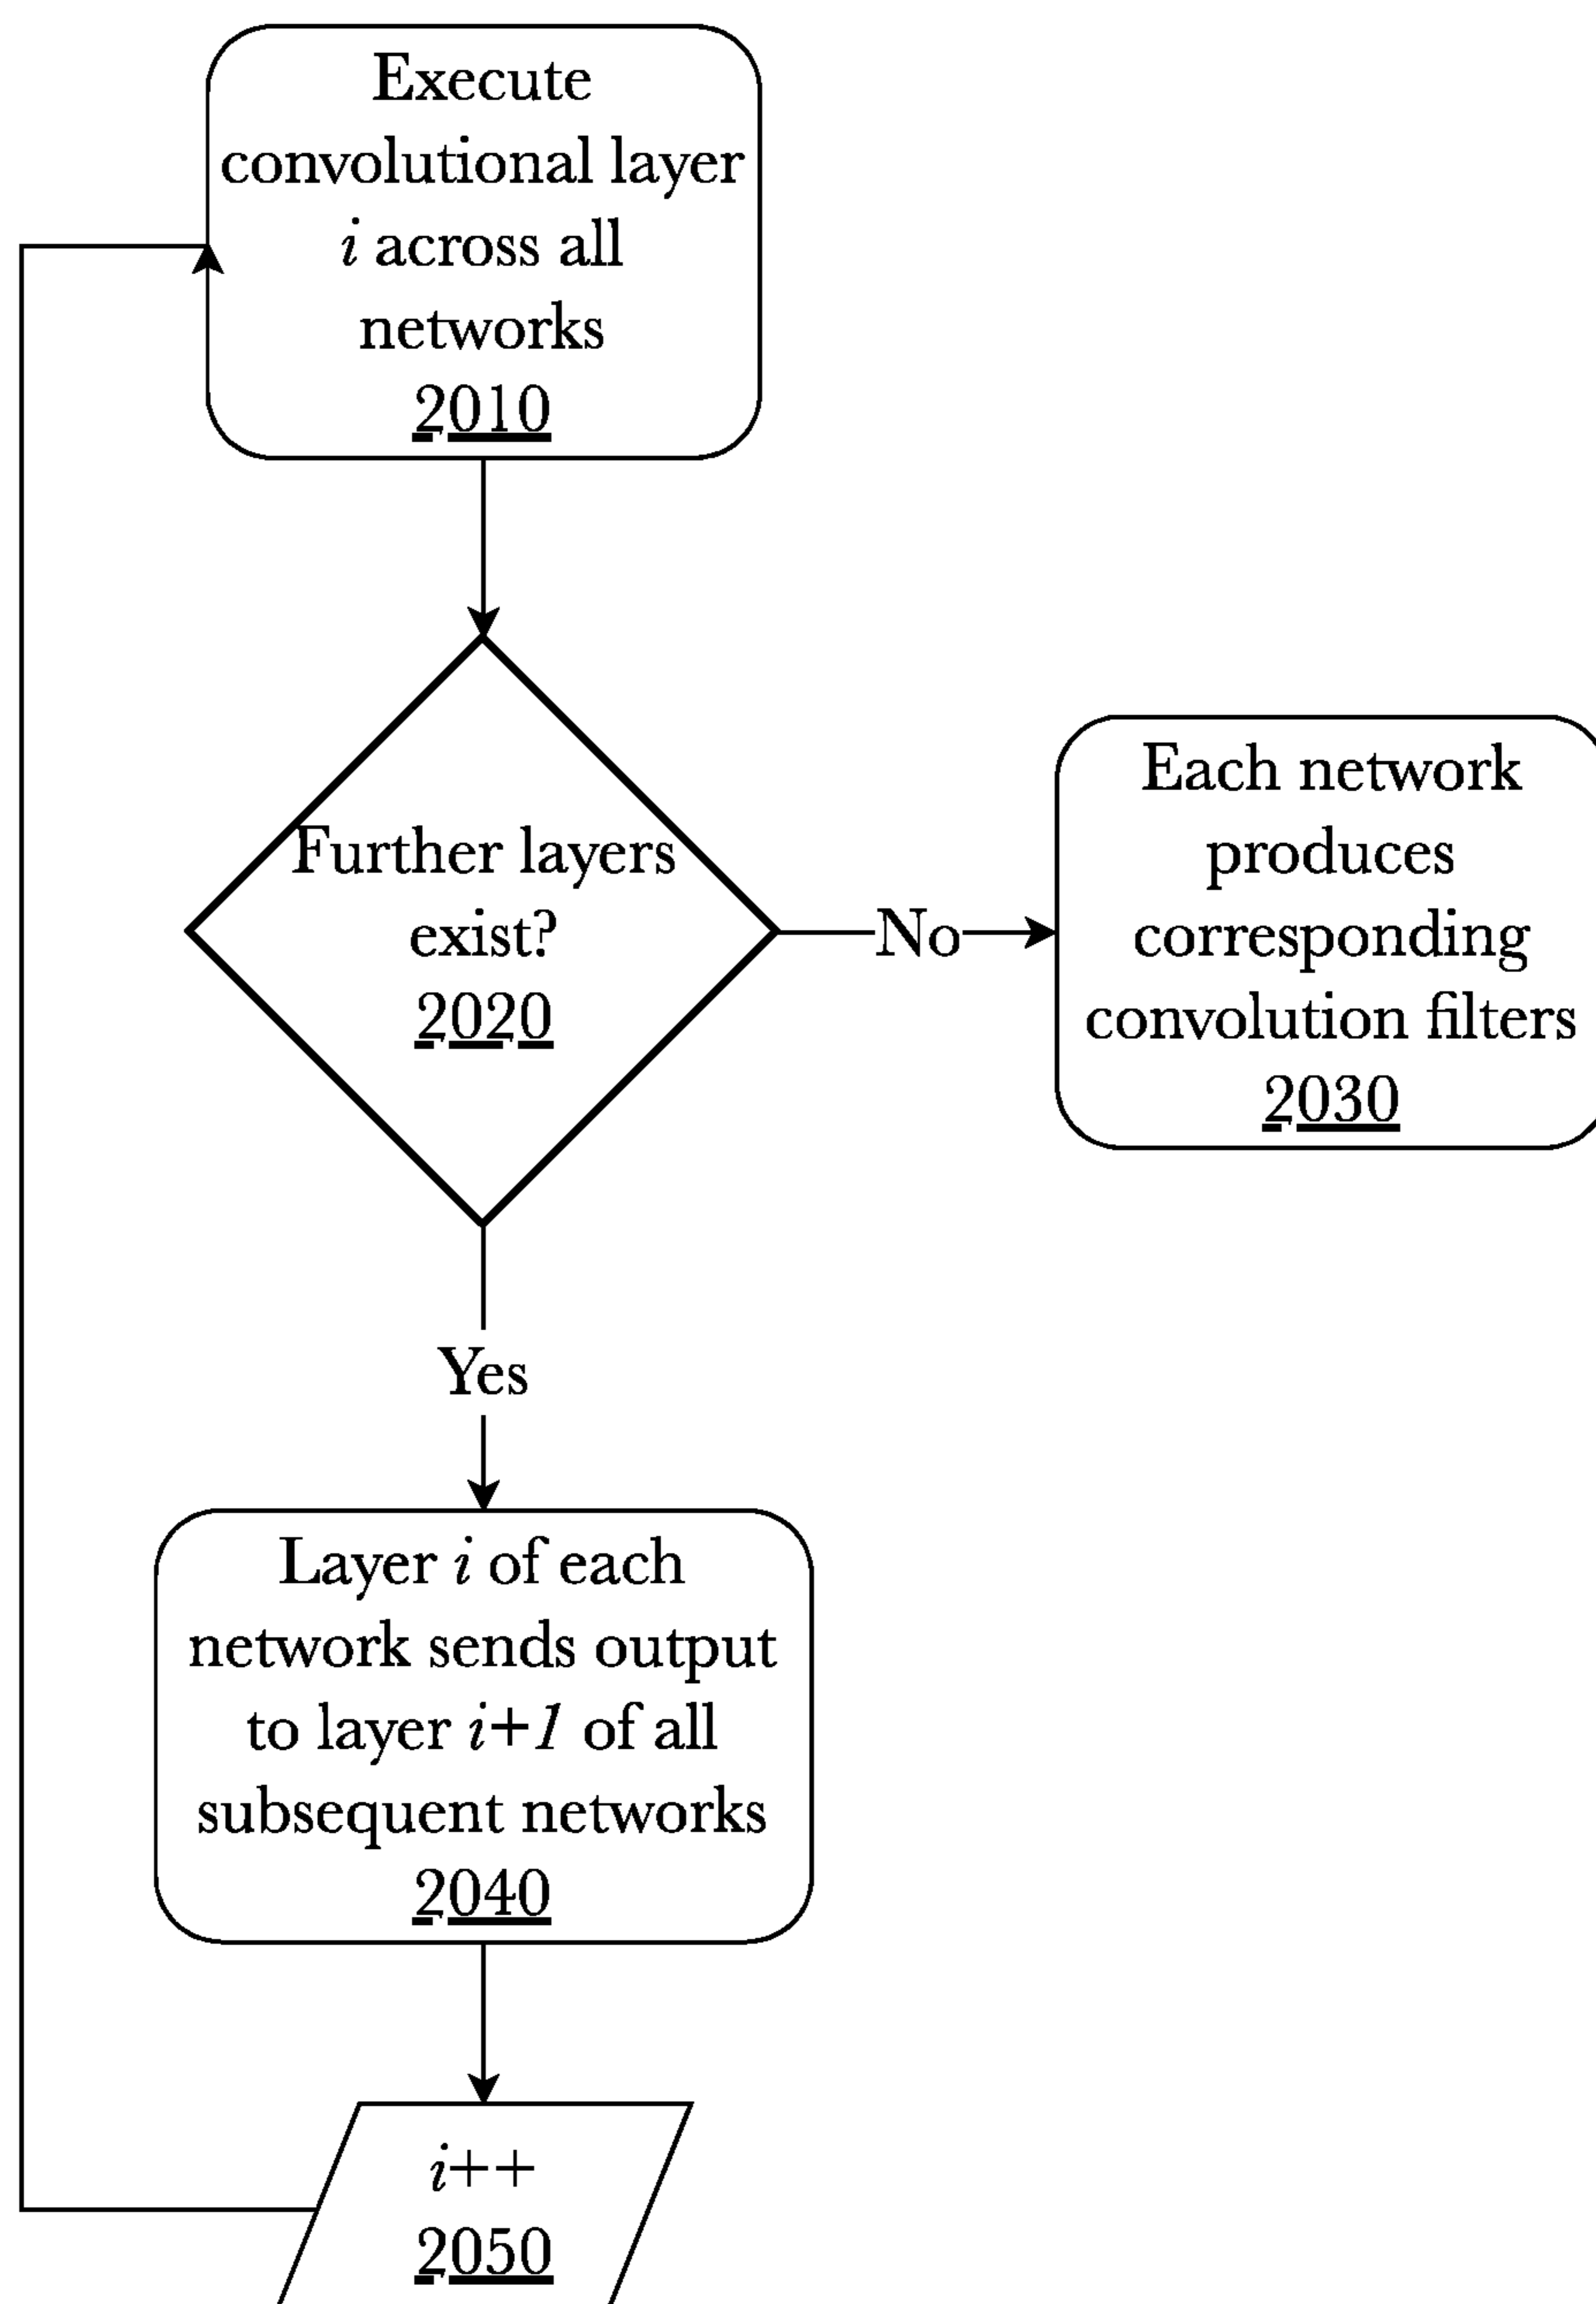 Execute
convolutional layer
i across all
networks
2010
Further layers
exist?
2020
No
Each network
produces
corresponding
convolution filters
2030
Yes
Layer i of each
network sends output
to layer i+1 of all
subsequent networks
2040
i++
2050